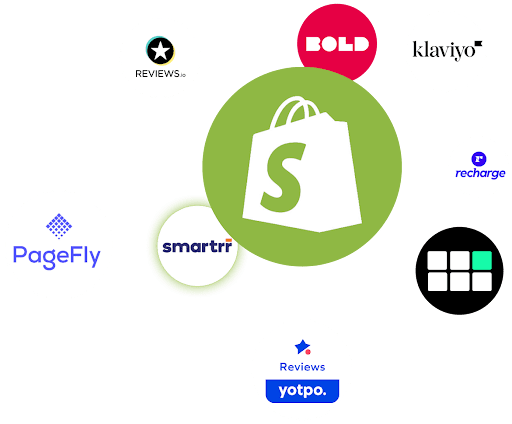 BOLD
klaviyo
REVIEWS.io
S
recharge
smartrr
PageFly
Reviews
yotpo.